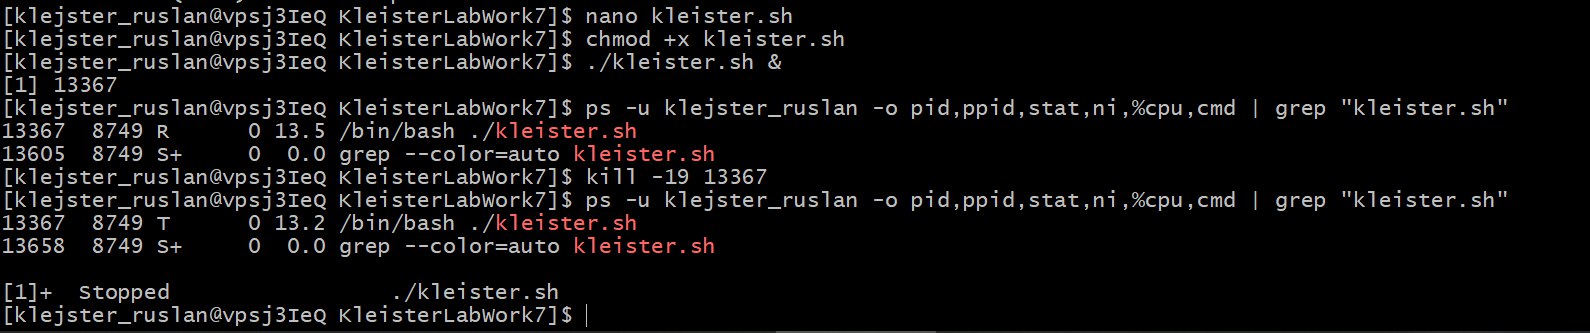 [klejster_ruslan@vpsj3IeQ KleisterLabWork7]$ nano kleister.sh
[klejster_ruslan@vpsj3IeQ KleisterLabWork7]$ chmod +x kleister.sh
[klejster_ruslan@vpsj3IeQ KleisterLabWork7]$ ./kleister.sh &
[1] 13367
[klejster_ruslan@vpsj3IeQ KleisterLabWork7]$ ps -u klejster_ruslan -o pid,ppid,stat,ni,%cpu,cmd | grep "kleister.sh"
13367  8749 R      0 13.5 /bin/bash ./kleister.sh
13605  8749 S+     0  0.0 grep --color=auto kleister.sh
[klejster_ruslan@vpsj3IeQ KleisterLabWork7]$ kill -19 13367
[klejster_ruslan@vpsj3IeQ KleisterLabWork7]$ ps -u klejster_ruslan -o pid,ppid,stat,ni,%cpu,cmd | grep "kleister.sh"
13367  8749 T      0 13.2 /bin/bash ./kleister.sh
13658  8749 S+     0  0.0 grep --color=auto kleister.sh
[1]+  Stopped                 ./kleister.sh
[klejster_ruslan@vpsj3IeQ KleisterLabWork7]$